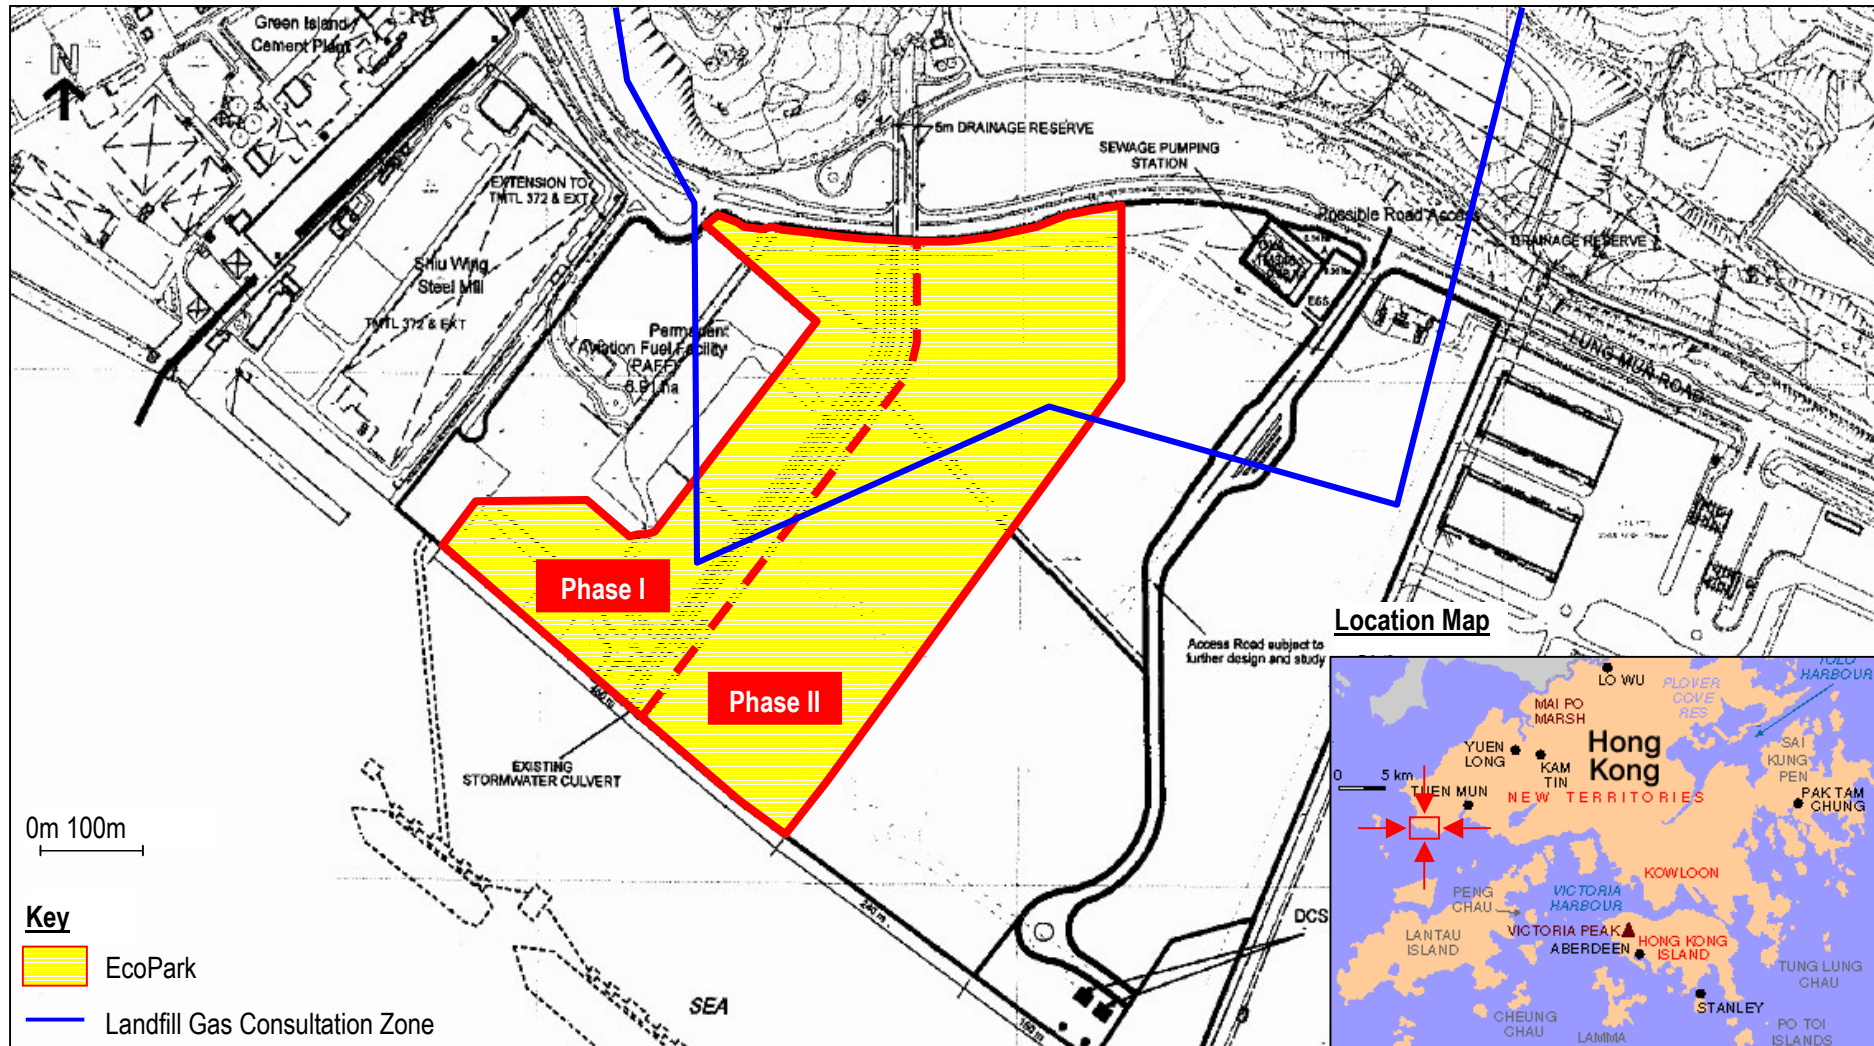 Green Island
Cement Plant
N
5m DRAINAGE RESERVE
SEWAGE PUMPING
STATION
EXTENSION TO
TMTL 372 & EXT
Possible Road Access
DRAINAGE RESERVE
Shiu Wing
Steel Mill
TMTL 372 & EXT
ESS
Permanent
Aviation Fuel Facility
(PAFF)
LUNG MUN ROAD
Phase I
Phase II
Access Road subject to
further design and study
EXISTING
STORMWATER CULVERT
450 m
240 m
150 m
DCS
SEA
0m 100m
Key
EcoPark
Landfill Gas Consultation Zone
Location Map
TOLO
HARBOUR
LO WU
PLOVER
COVE
RES
MAI PO
MARSH
YUEN
LONG
KAM
TIN
Hong
Kong
SAI
KUNG
PEN
0 5 km
TUEN MUN
NEW TERRITORIES
PAK TAM
CHUNG
KOWLOON
PENG
CHAU
VICTORIA
HARBOUR
VICTORIA PEAK
ABERDEEN
HONG KONG
ISLAND
LANTAU
ISLAND
TUNG LUNG
CHAU
STANLEY
CHEUNG
CHAU
LAMMA
PO TOI
ISLANDS